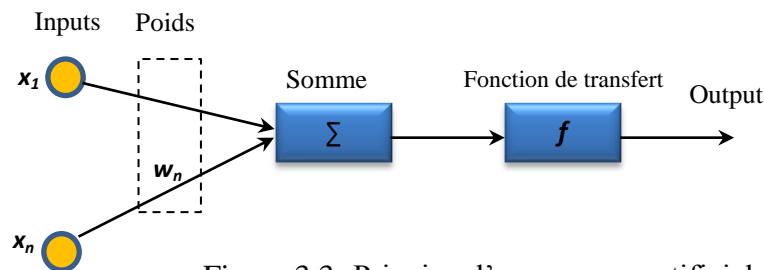 Inputs
Poids
x1
Somme
Fonction de transfert
Output
Σ
f
wn
xn